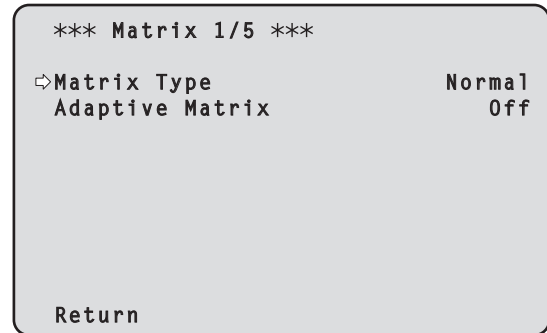 *** Matrix 1/5 ***
⇨Matrix Type Normal
Adaptive Matrix Off
Return